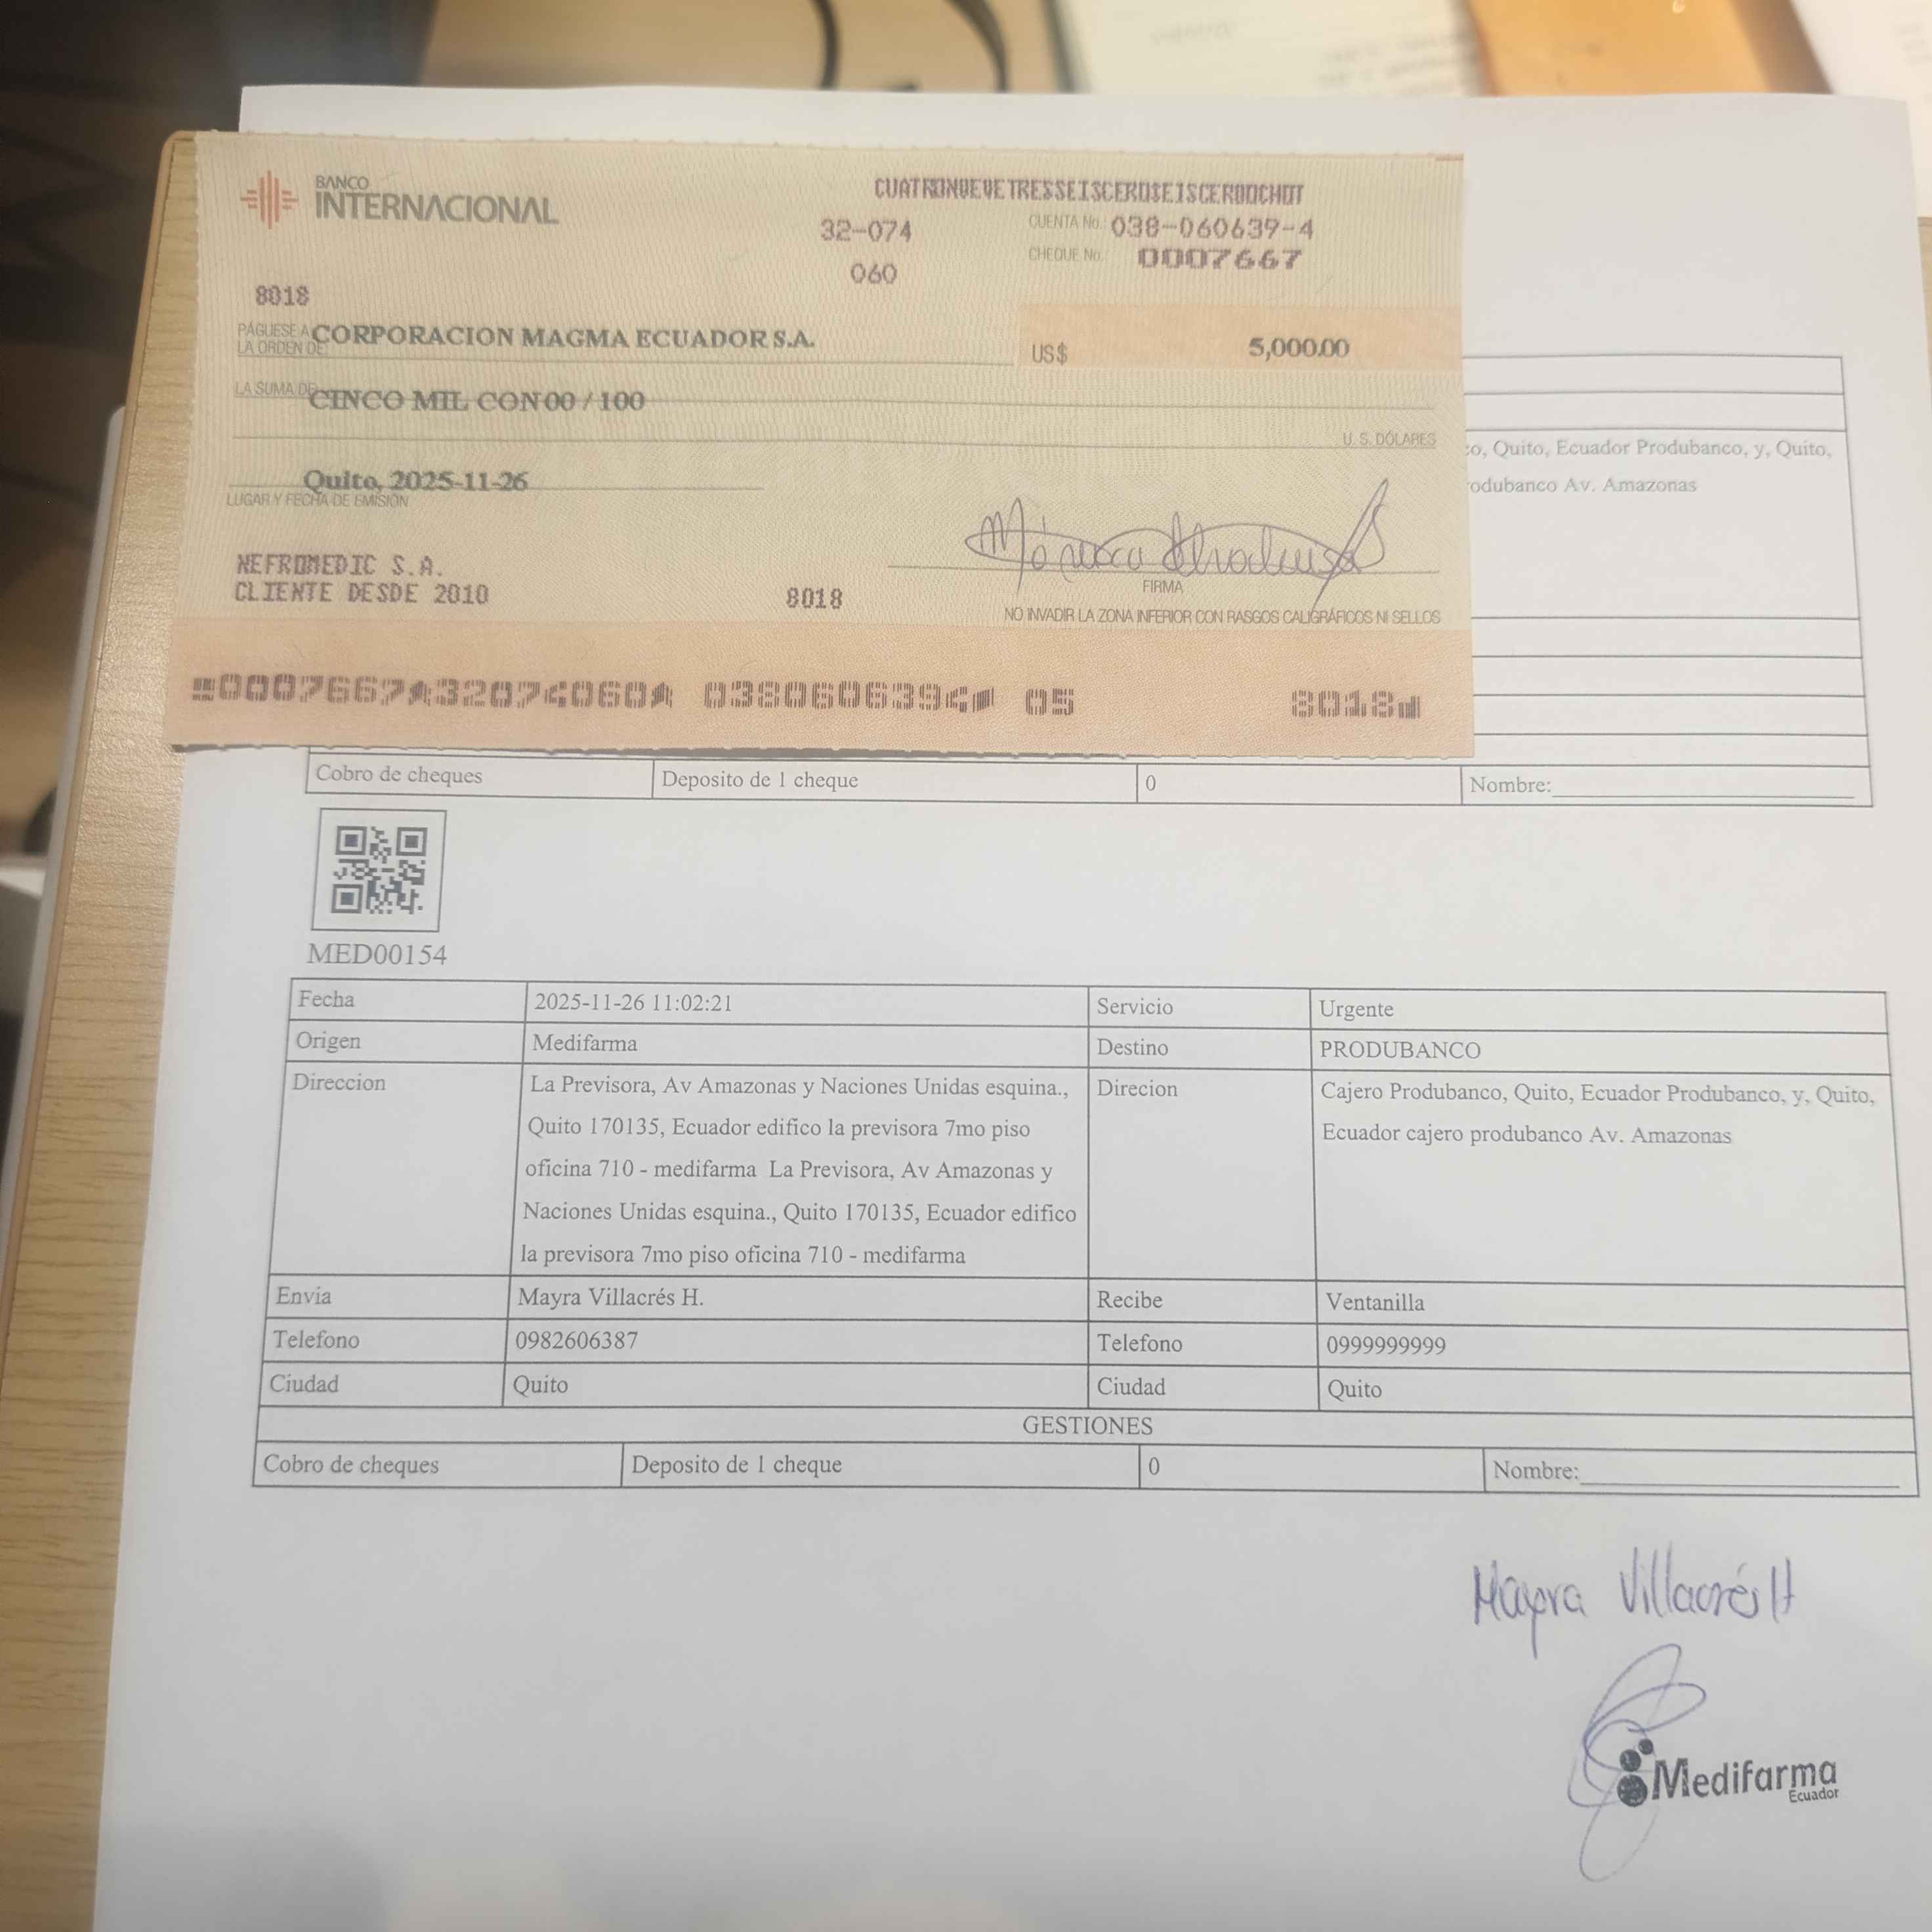 BANCO
INTERNACIONAL
32-074
060
CUENTA No. 038-060639-4
CHEQUE No. 0007667
8018
PÁGUESE A
LA ORDEN DE: CORPORACION MAGMA ECUADOR S.A.
US$ 5,000.00
LA SUMA DE CINCO MIL CON 00 / 100
U. S. DÓLARES
Quito, 2025-11-26
LUGAR Y FECHA DE EMISIÓN
NEFROMEDIC S.A.
CLIENTE DESDE 2010
8018
FIRMA
NO INVADIR LA ZONA INFERIOR CON RASGOS CALIGRÁFICOS NI SELLOS
0007667 32074060 0380606394 05 8018
o, Quito, Ecuador Produbanco, y, Quito,
odubanco Av. Amazonas
Cobro de cheques Deposito de 1 cheque 0 Nombre:
MED00154
Fecha 2025-11-26 11:02:21 Servicio Urgente
Origen Medifarma Destino PRODUBANCO
Direccion La Previsora, Av Amazonas y Naciones Unidas esquina., Direcion Cajero Produbanco, Quito, Ecuador Produbanco, y, Quito,
Quito 170135, Ecuador edifico la previsora 7mo piso Ecuador cajero produbanco Av. Amazonas
oficina 710 - medifarma La Previsora, Av Amazonas y
Naciones Unidas esquina., Quito 170135, Ecuador edifico
la previsora 7mo piso oficina 710 - medifarma
Envia Mayra Villacrés H. Recibe Ventanilla
Telefono 0982606387 Telefono 0999999999
Ciudad Quito Ciudad Quito
GESTIONES
Cobro de cheques Deposito de 1 cheque 0 Nombre:
Mayra Villacrés H
Medifarma
Ecuador